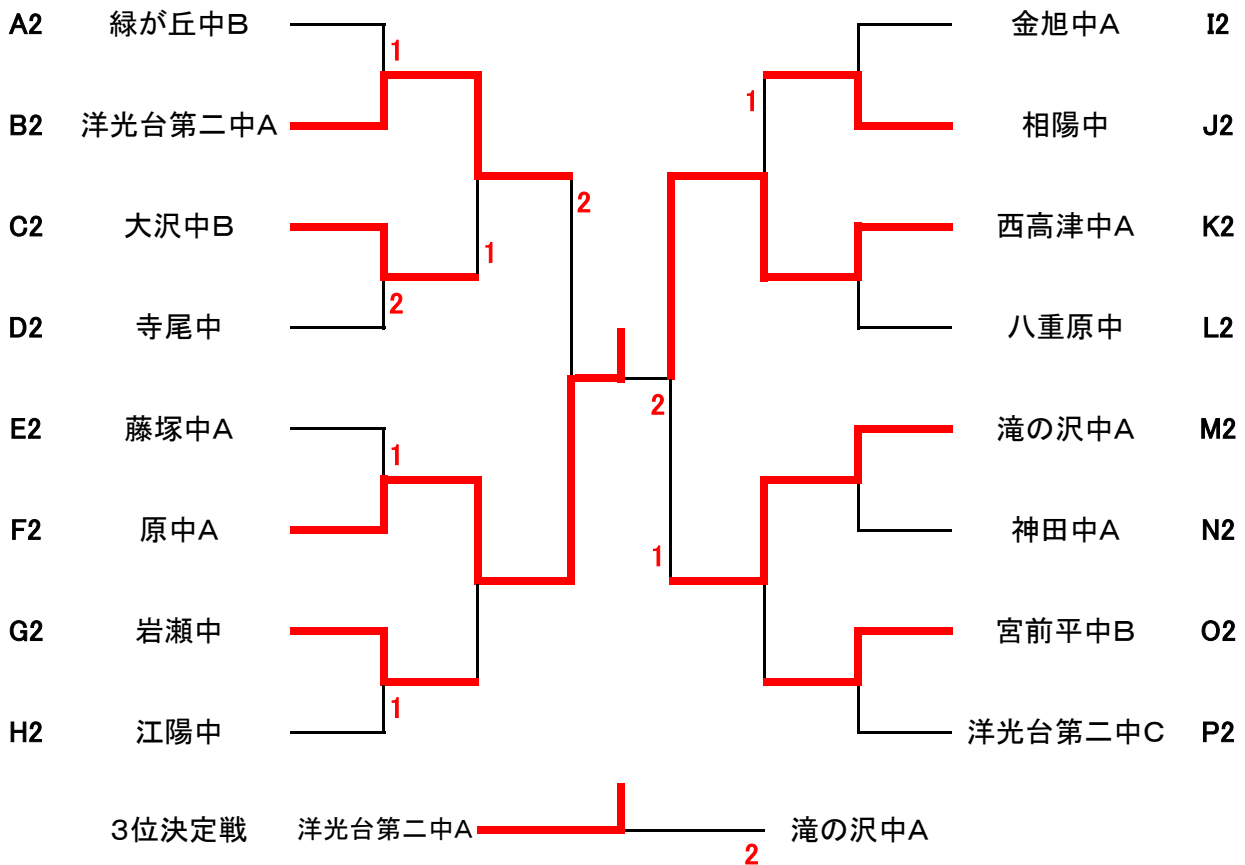 A2 緑が丘中B 金旭中A I2
1
B2 洋光台第二中A 1 相陽中 J2
2
C2 大沢中B 西高津中A K2
1
2
D2 寺尾中 八重原中 L2
2
E2 藤塚中A 滝の沢中A M2
1
F2 原中A 神田中A N2
1
G2 岩瀬中 宮前平中B O2
1
H2 江陽中 洋光台第二中C P2
3位決定戦 洋光台第二中A 滝の沢中A
2